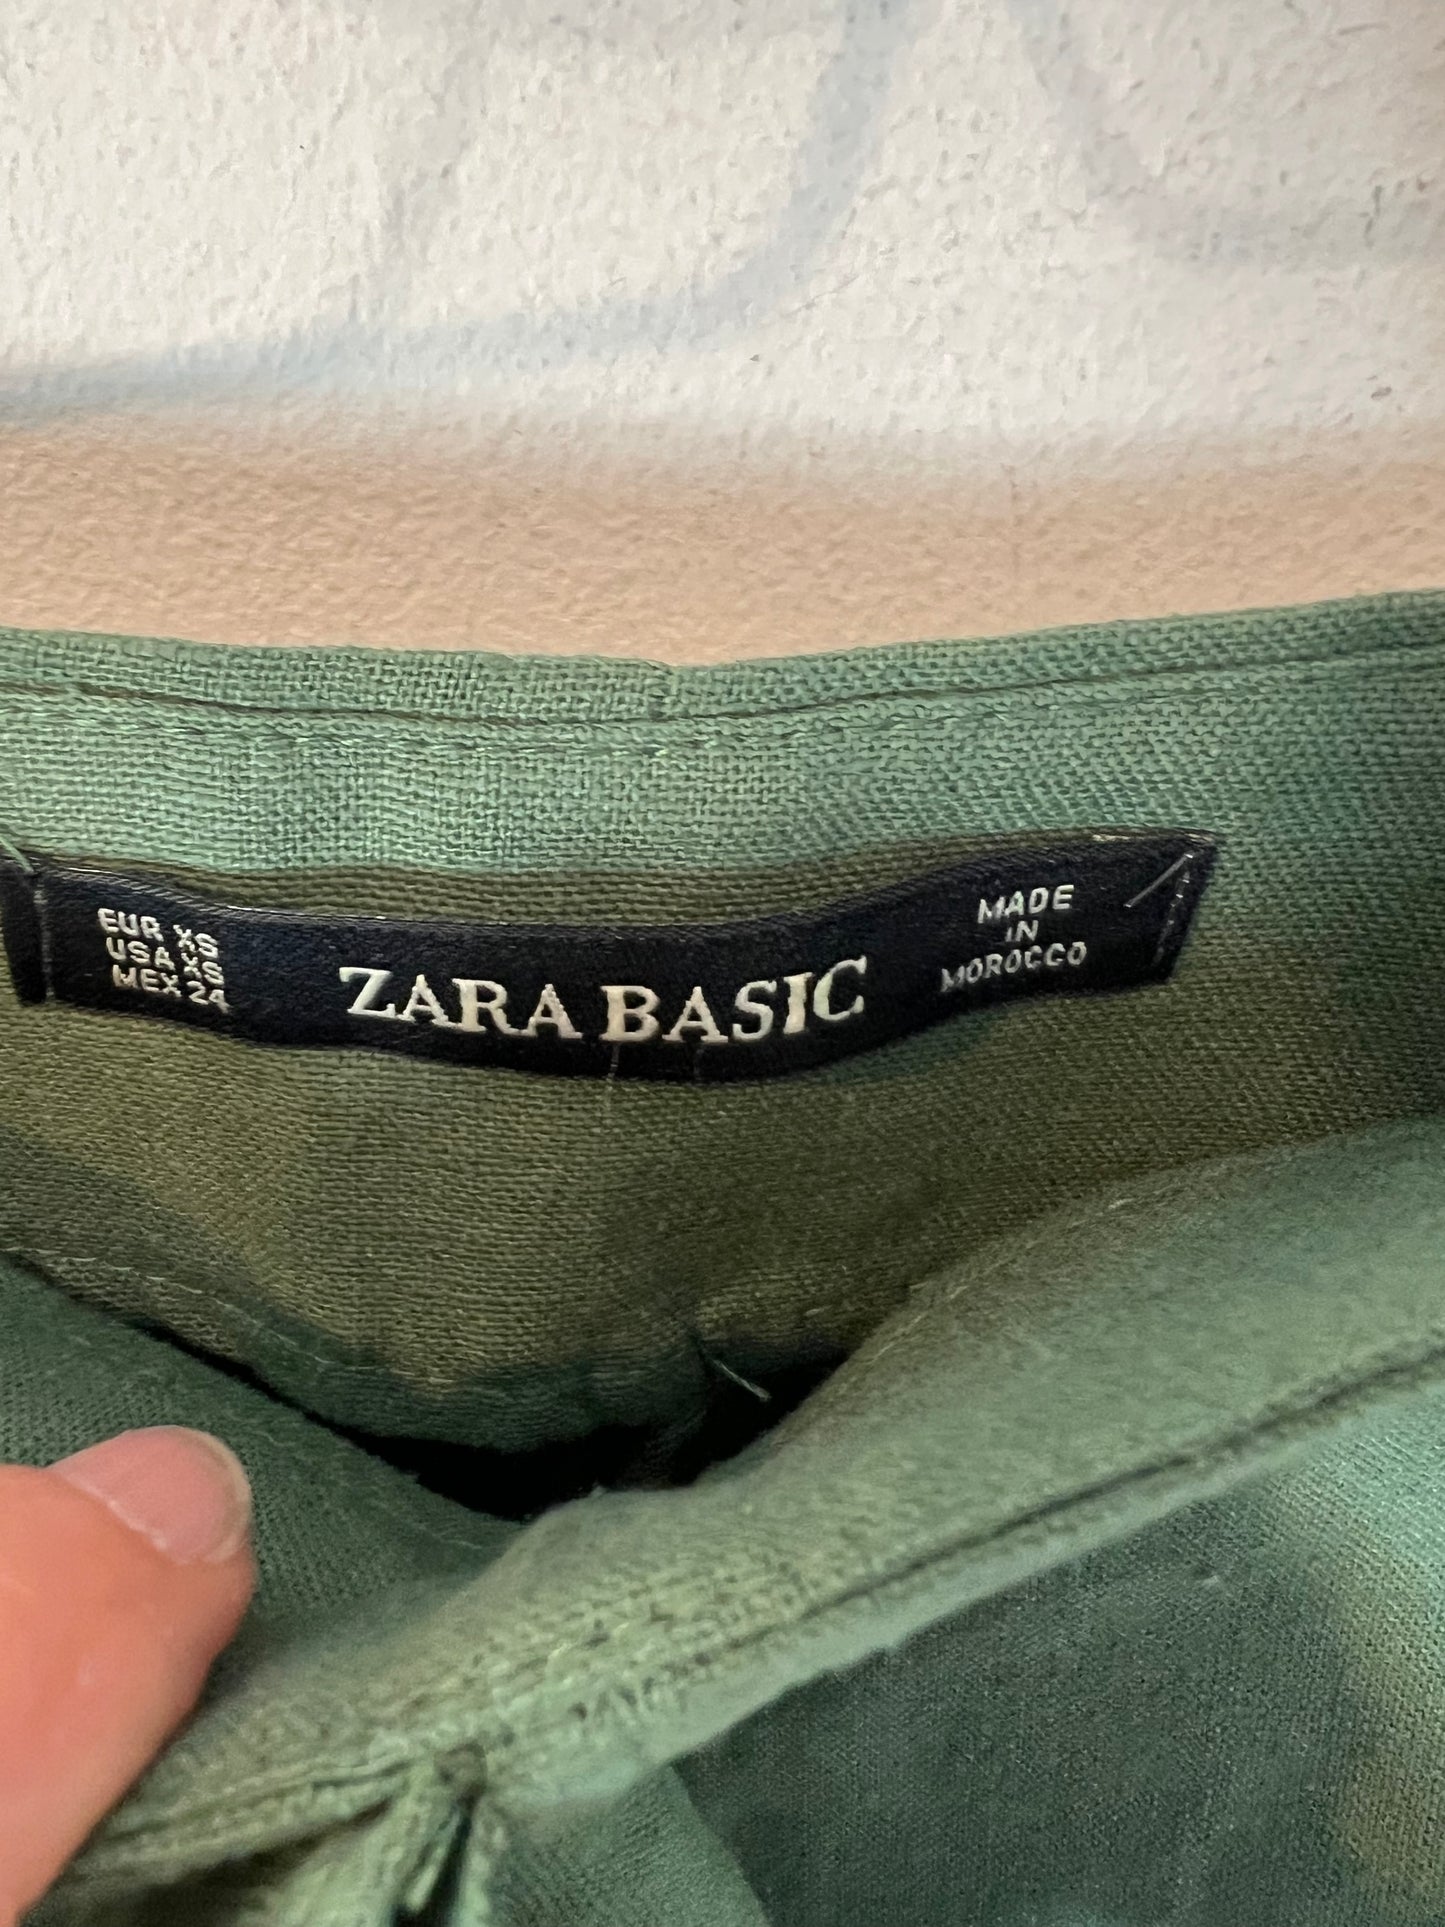 EUR XS
USA XS
MEX 24
ZARA BASIC
MADE
IN
MOROCCO